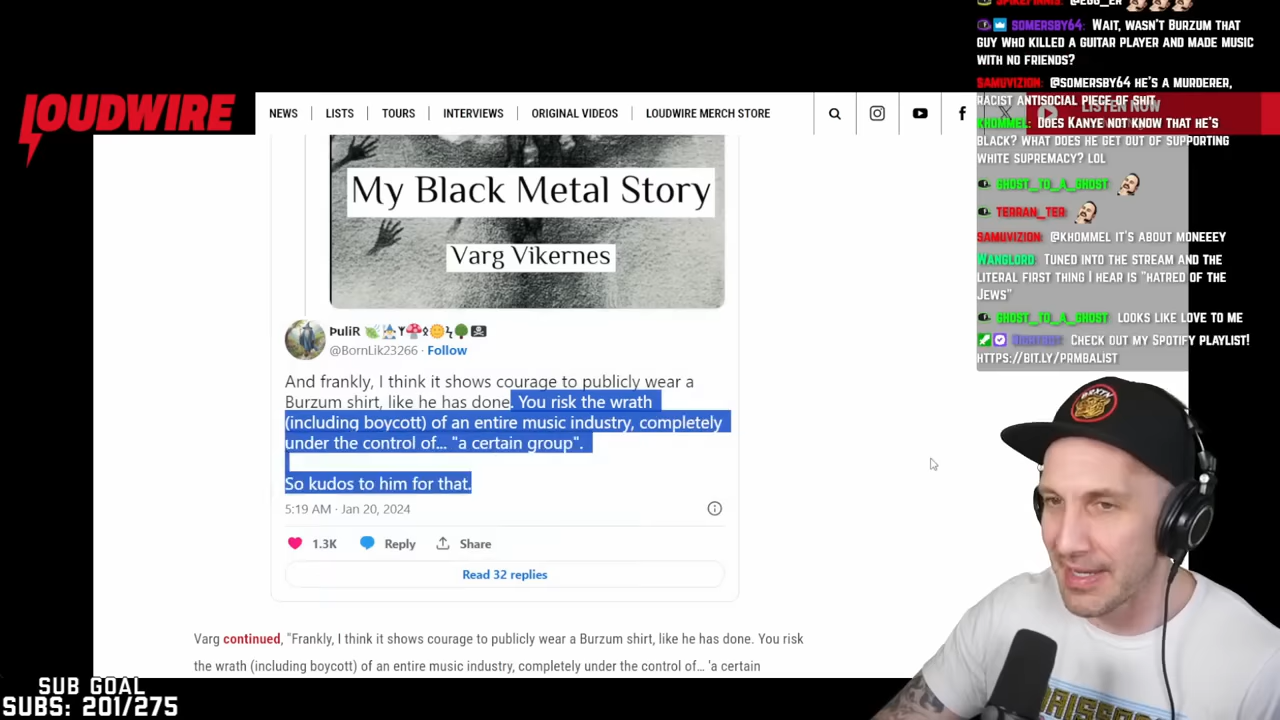 LOUDWIRE
NEWS
LISTS
TOURS
INTERVIEWS
ORIGINAL VIDEOS
LOUDWIRE MERCH STORE
LISTEN NOW
My Black Metal Story
Varg Vikernes
ÞuliR
@BornLik23266 · Follow
And frankly, I think it shows courage to publicly wear a
Burzum shirt, like he has done. You risk the wrath
(including boycott) of an entire music industry, completely
under the control of... "a certain group".
So kudos to him for that.
5:19 AM · Jan 20, 2024
1.3K
Reply
Share
Read 32 replies
Varg continued, "Frankly, I think it shows courage to publicly wear a Burzum shirt, like he has done. You risk
the wrath (including boycott) of an entire music industry, completely under the control of… 'a certain
SOMERSBY64: WAIT, WASN'T BURZUM THAT
GUY WHO KILLED A GUITAR PLAYER AND MADE MUSIC
WITH NO FRIENDS?
SAMUVIZION: @SOMERSBY64 HE'S A MURDERER,
RACIST ANTISOCIAL PIECE OF SHIT
KHOMMEL: DOES KANYE NOT KNOW THAT HE'S
BLACK? WHAT DOES HE GET OUT OF SUPPORTING
WHITE SUPREMACY? LOL
GHOST_TO_A_GHOST
TERRAN_TER
SAMUVIZION: @KHOMMEL IT'S ABOUT MONEEEY
WANGLORD: TUNED INTO THE STREAM AND THE
LITERAL FIRST THING I HEAR IS "HATRED OF THE
JEWS"
GHOST_TO_A_GHOST: LOOKS LIKE LOVE TO ME
NIGHTBOT: CHECK OUT MY SPOTIFY PLAYLIST!
HTTPS://BIT.LY/PRMBALIST
SUB GOAL
SUBS: 201/275